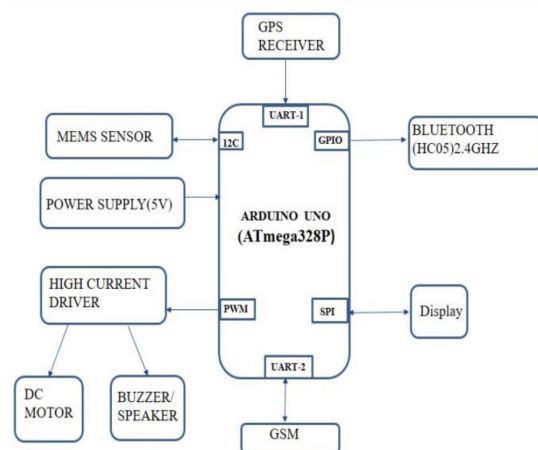 GPS
RECEIVER
UART-1
MEMS SENSOR
12C
GPIO
BLUETOOTH
(HC05)2.4GHZ
POWER SUPPLY(5V)
ARDUINO UNO
(ATmega328P)
HIGH CURRENT
DRIVER
PWM
SPI
Display
UART-2
DC
MOTOR
BUZZER/
SPEAKER
GSM